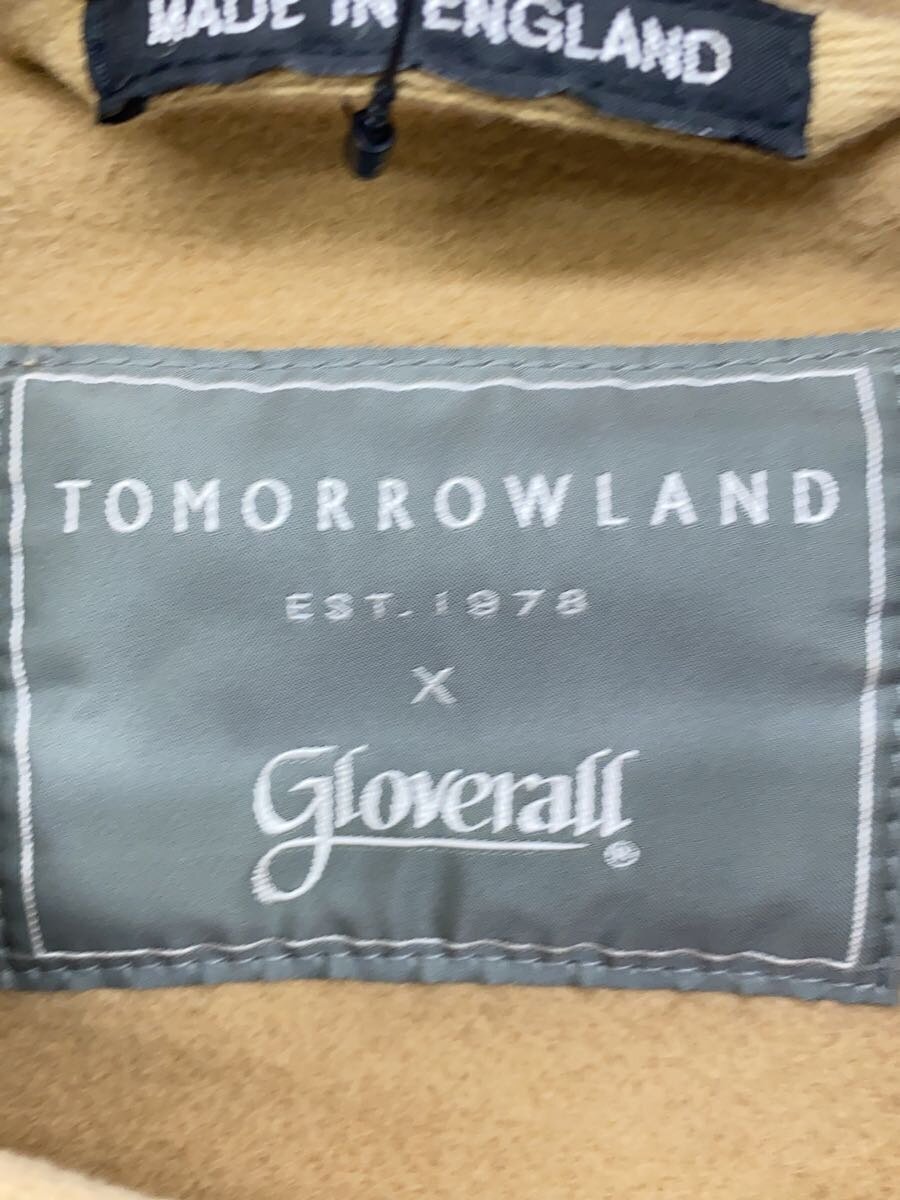 MADE IN ENGLAND
TOMORROWLAND
EST. 1978
X
Gloverall®